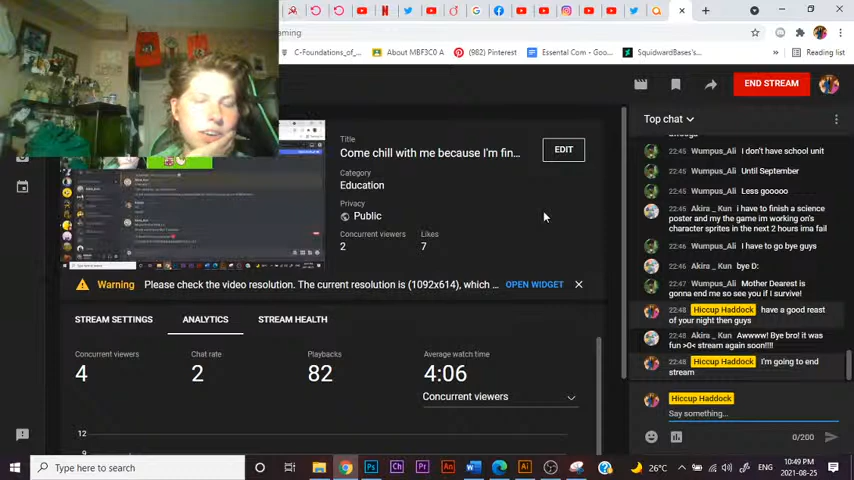 aming
C-Foundations_of_...
About MBF3C0 A
(982) Pinterest
Essental Com - Goo...
SquidwardBases's...
Reading list
END STREAM
Title
Come chill with me because I'm fin...
EDIT
Category
Education
Privacy
Public
Concurrent viewers
Likes
2
7
Warning
Please check the video resolution. The current resolution is (1092x614), which ...
OPEN WIDGET
STREAM SETTINGS
ANALYTICS
STREAM HEALTH
Concurrent viewers
Chat rate
Playbacks
Average watch time
4
2
82
4:06
Concurrent viewers
12
Top chat
22:45 Wumpus_Ali I don't have school unit
22:45 Wumpus_Ali Until September
22:45 Wumpus_Ali Less gooooo
22:45 Akira _ Kun i have to finish a science
poster and my the game im working on's
character sprites in the next 2 hours ima fail
22:46 Wumpus_Ali I have to go bye guys
22:46 Akira _ Kun bye D:
22:47 Wumpus_Ali Mother Dearest is
gonna end me so see you if I survive!
22:48 Hiccup Haddock have a good reast
of your night then guys
22:48 Akira _ Kun Awwww! Bye bro! it was
fun >0< stream again soon!!!!
22:48 Hiccup Haddock I'm going to end
stream
Hiccup Haddock
Say something...
0/200
Type here to search
26°C
ENG
10:49 PM
2021-08-25